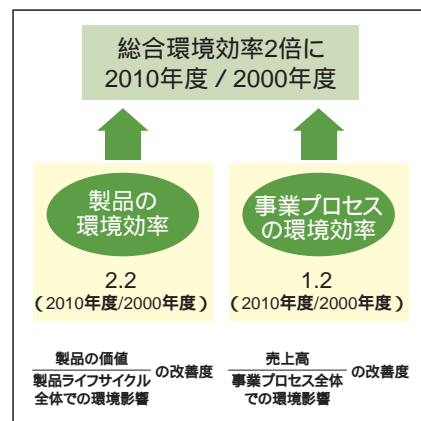 総合環境効率2倍に
2010年度 / 2000年度
製品の
環境効率
2.2
(2010年度/2000年度)
製品の価値
製品ライフサイクル
全体での環境影響
の改善度
事業プロセス
の環境効率
1.2
(2010年度/2000年度)
売上高
事業プロセス全体
での環境影響
の改善度